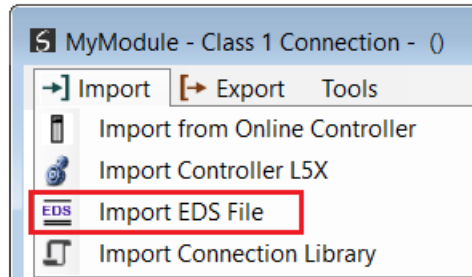 MyModule - Class 1 Connection - ()
Import Export Tools
Import from Online Controller
Import Controller L5X
EDS Import EDS File
Import Connection Library